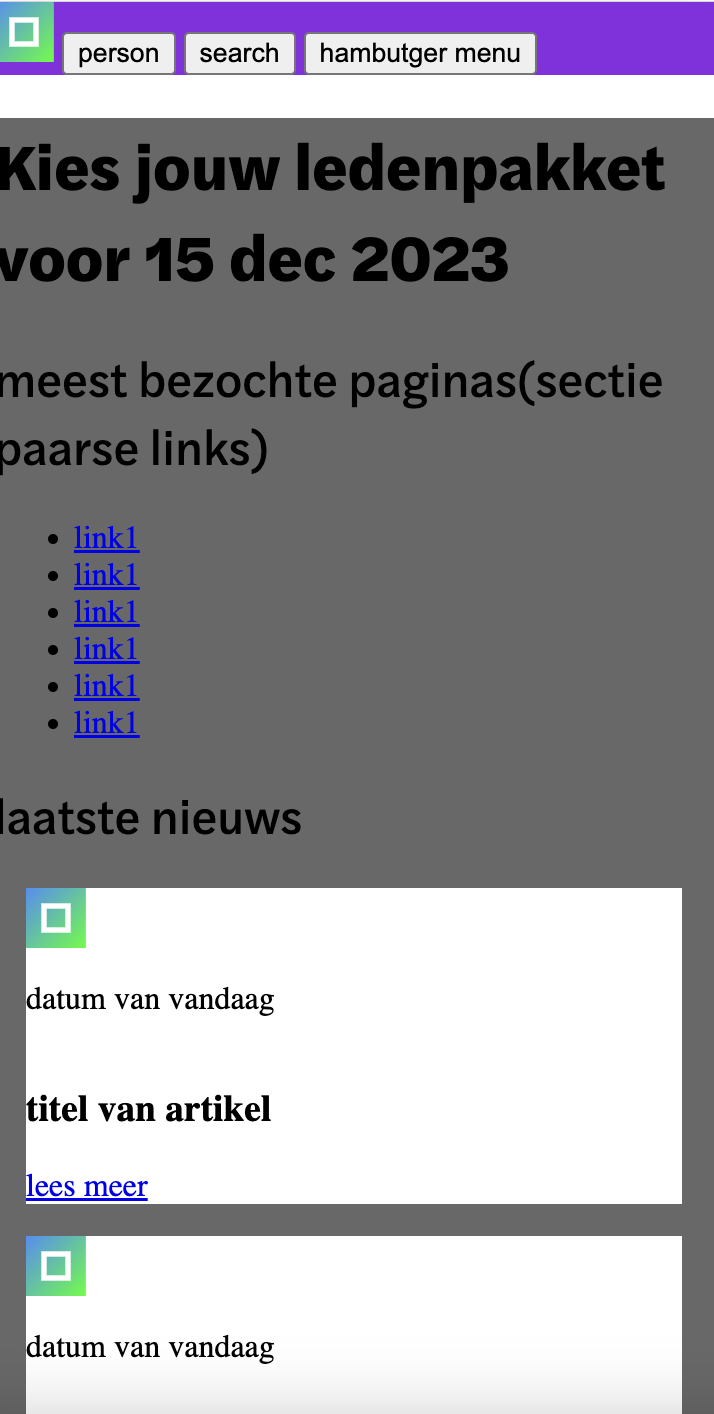 person search hambutger menu
Kies jouw ledenpakket
voor 15 dec 2023
meest bezochte paginas(sectie
paarse links)
link1
link1
link1
link1
link1
link1
laatste nieuws
datum van vandaag
titel van artikel
lees meer
datum van vandaag